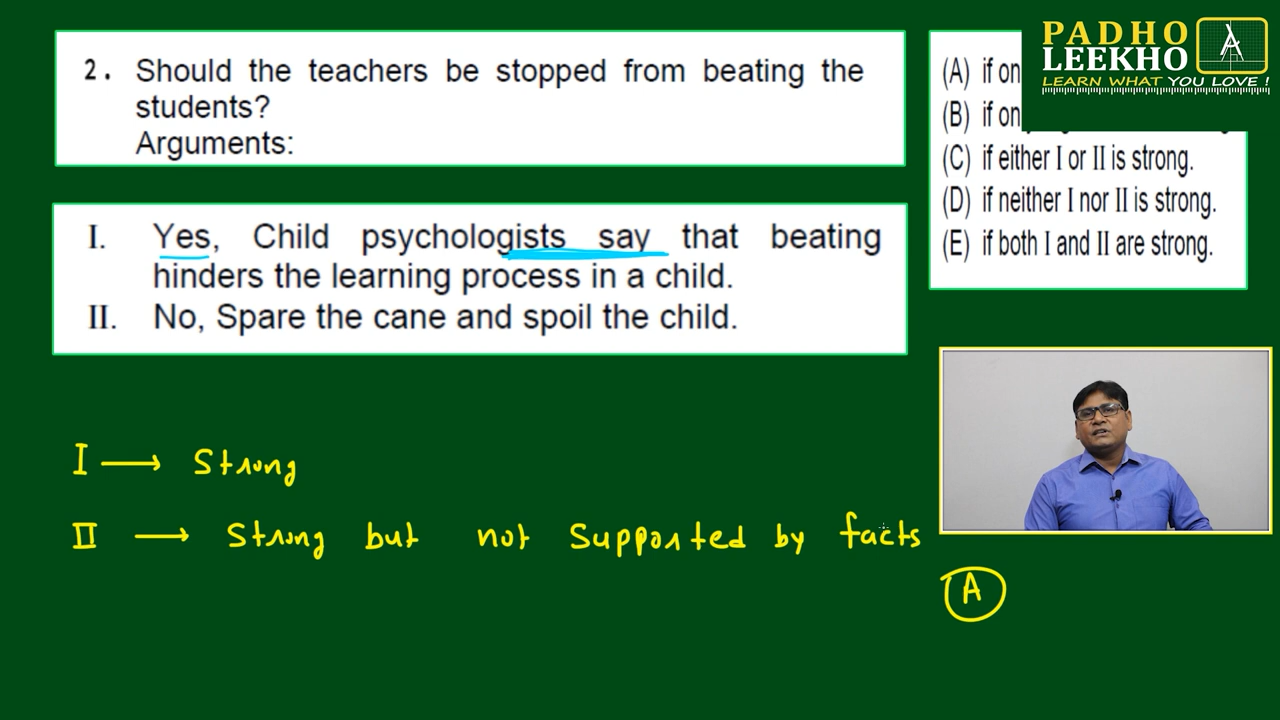 2. Should the teachers be stopped from beating the
students?
Arguments:
I. Yes, Child psychologists say that beating
hinders the learning process in a child.
II. No, Spare the cane and spoil the child.
(A) if on
(B) if on
(C) if either I or II is strong.
(D) if neither I nor II is strong.
(E) if both I and II are strong.
PADHO
LEEKHO
LEARN WHAT YOU LOVE !
I → Strong
II → Strong but not Supported by facts
A